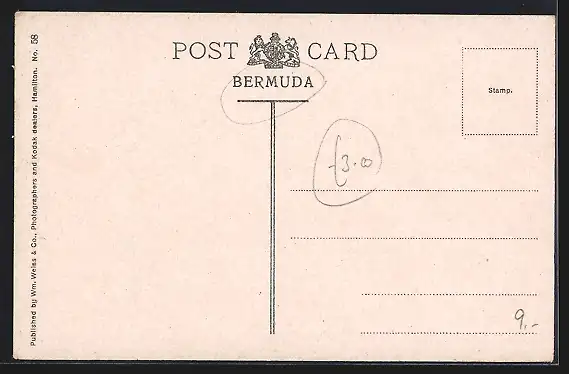 POST CARD
BERMUDA
Stamp.
£3.00
9.-
Published by Wm. Weiss & Co., Photographers and Kodak dealers, Hamilton. No. 58